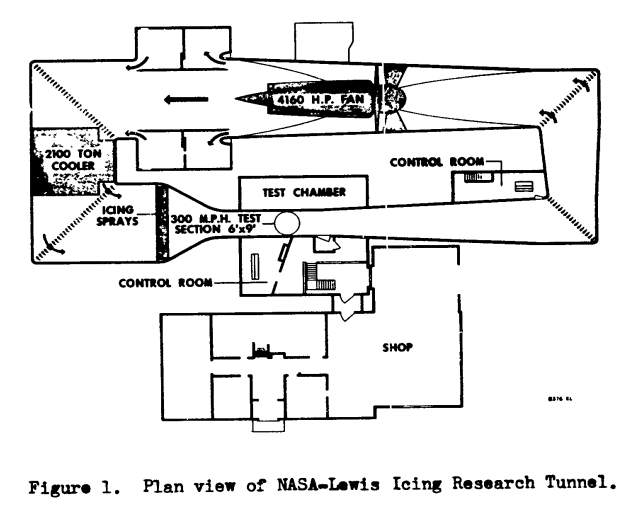 4160 H.P. FAN
2100 TON
COOLER
CONTROL ROOM
TEST CHAMBER
ICING
SPRAYS
300 M.P.H. TEST
SECTION 6'x9'
CONTROL ROOM
SHOP
Figure 1. Plan view of NASA-Lewis Icing Research Tunnel.